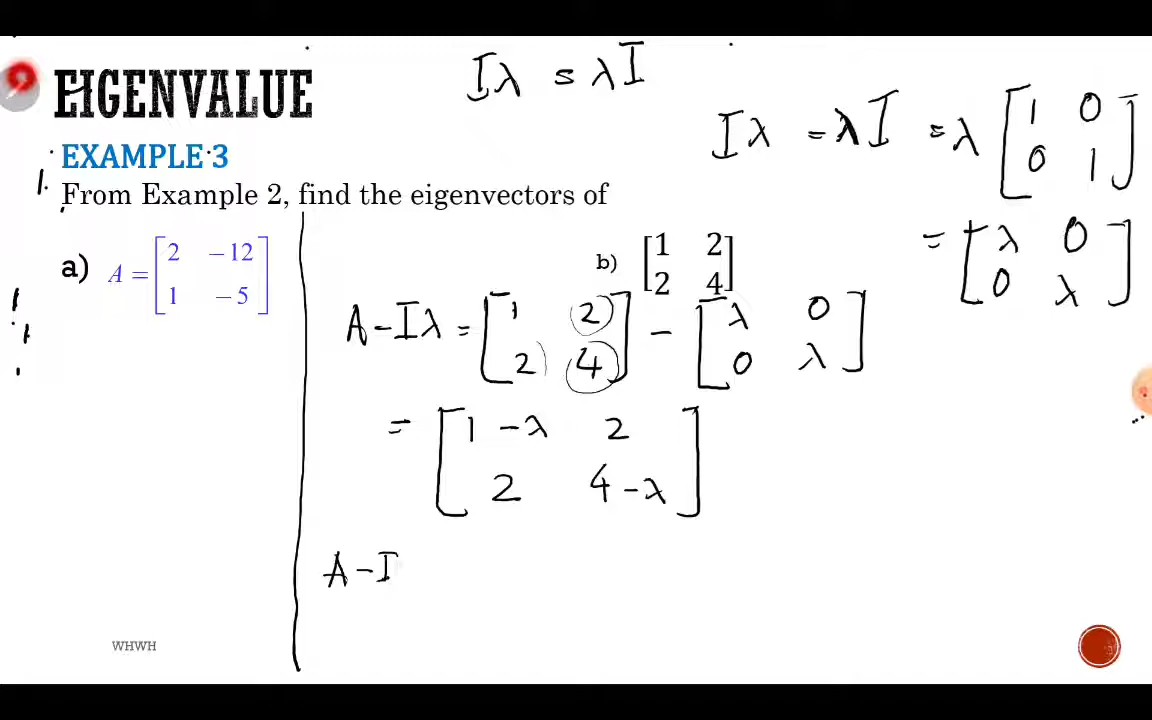 EIGENVALUE
Iλ = λI
Iλ = λI = λ [1 0
0 1]
= [λ 0
0 λ]
EXAMPLE 3
1.
From Example 2, find the eigenvectors of
a) A = [2 −12
1 −5]
b) [1 2
2 4]
A − Iλ = [1 2
2 4] − [λ 0
0 λ]
= [1 − λ 2
2 4 − λ]
A − I
WHWH